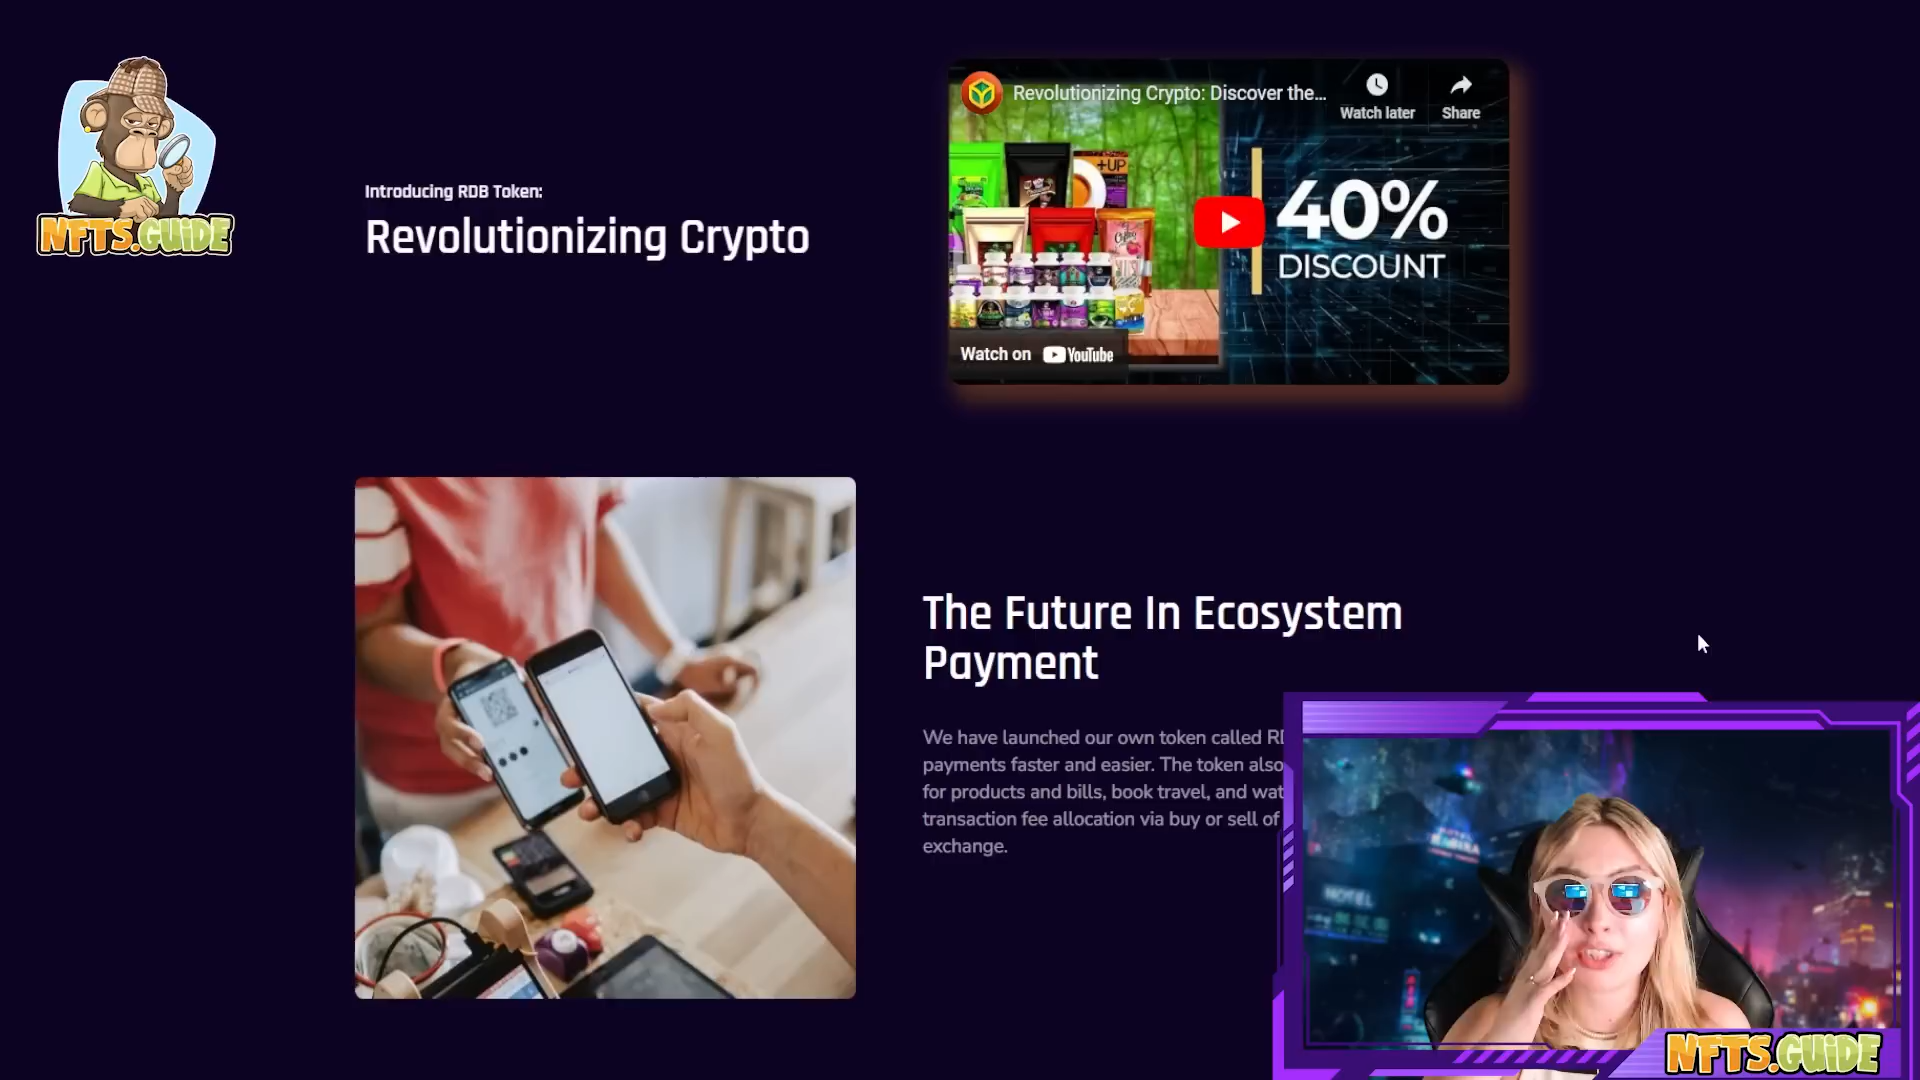 NFTS.GUiDE
Introducing RDB Token:
Revolutionizing Crypto
Revolutionizing Crypto: Discover the...
Watch later
Share
+UP
40%
DISCOUNT
Watch on YouTube
The Future In Ecosystem
Payment
We have launched our own token called
payments faster and easier. The token also
for products and bills, book travel, and
transaction fee allocation via buy or sell of
exchange.
HOTEL
NFTS.GUiDE